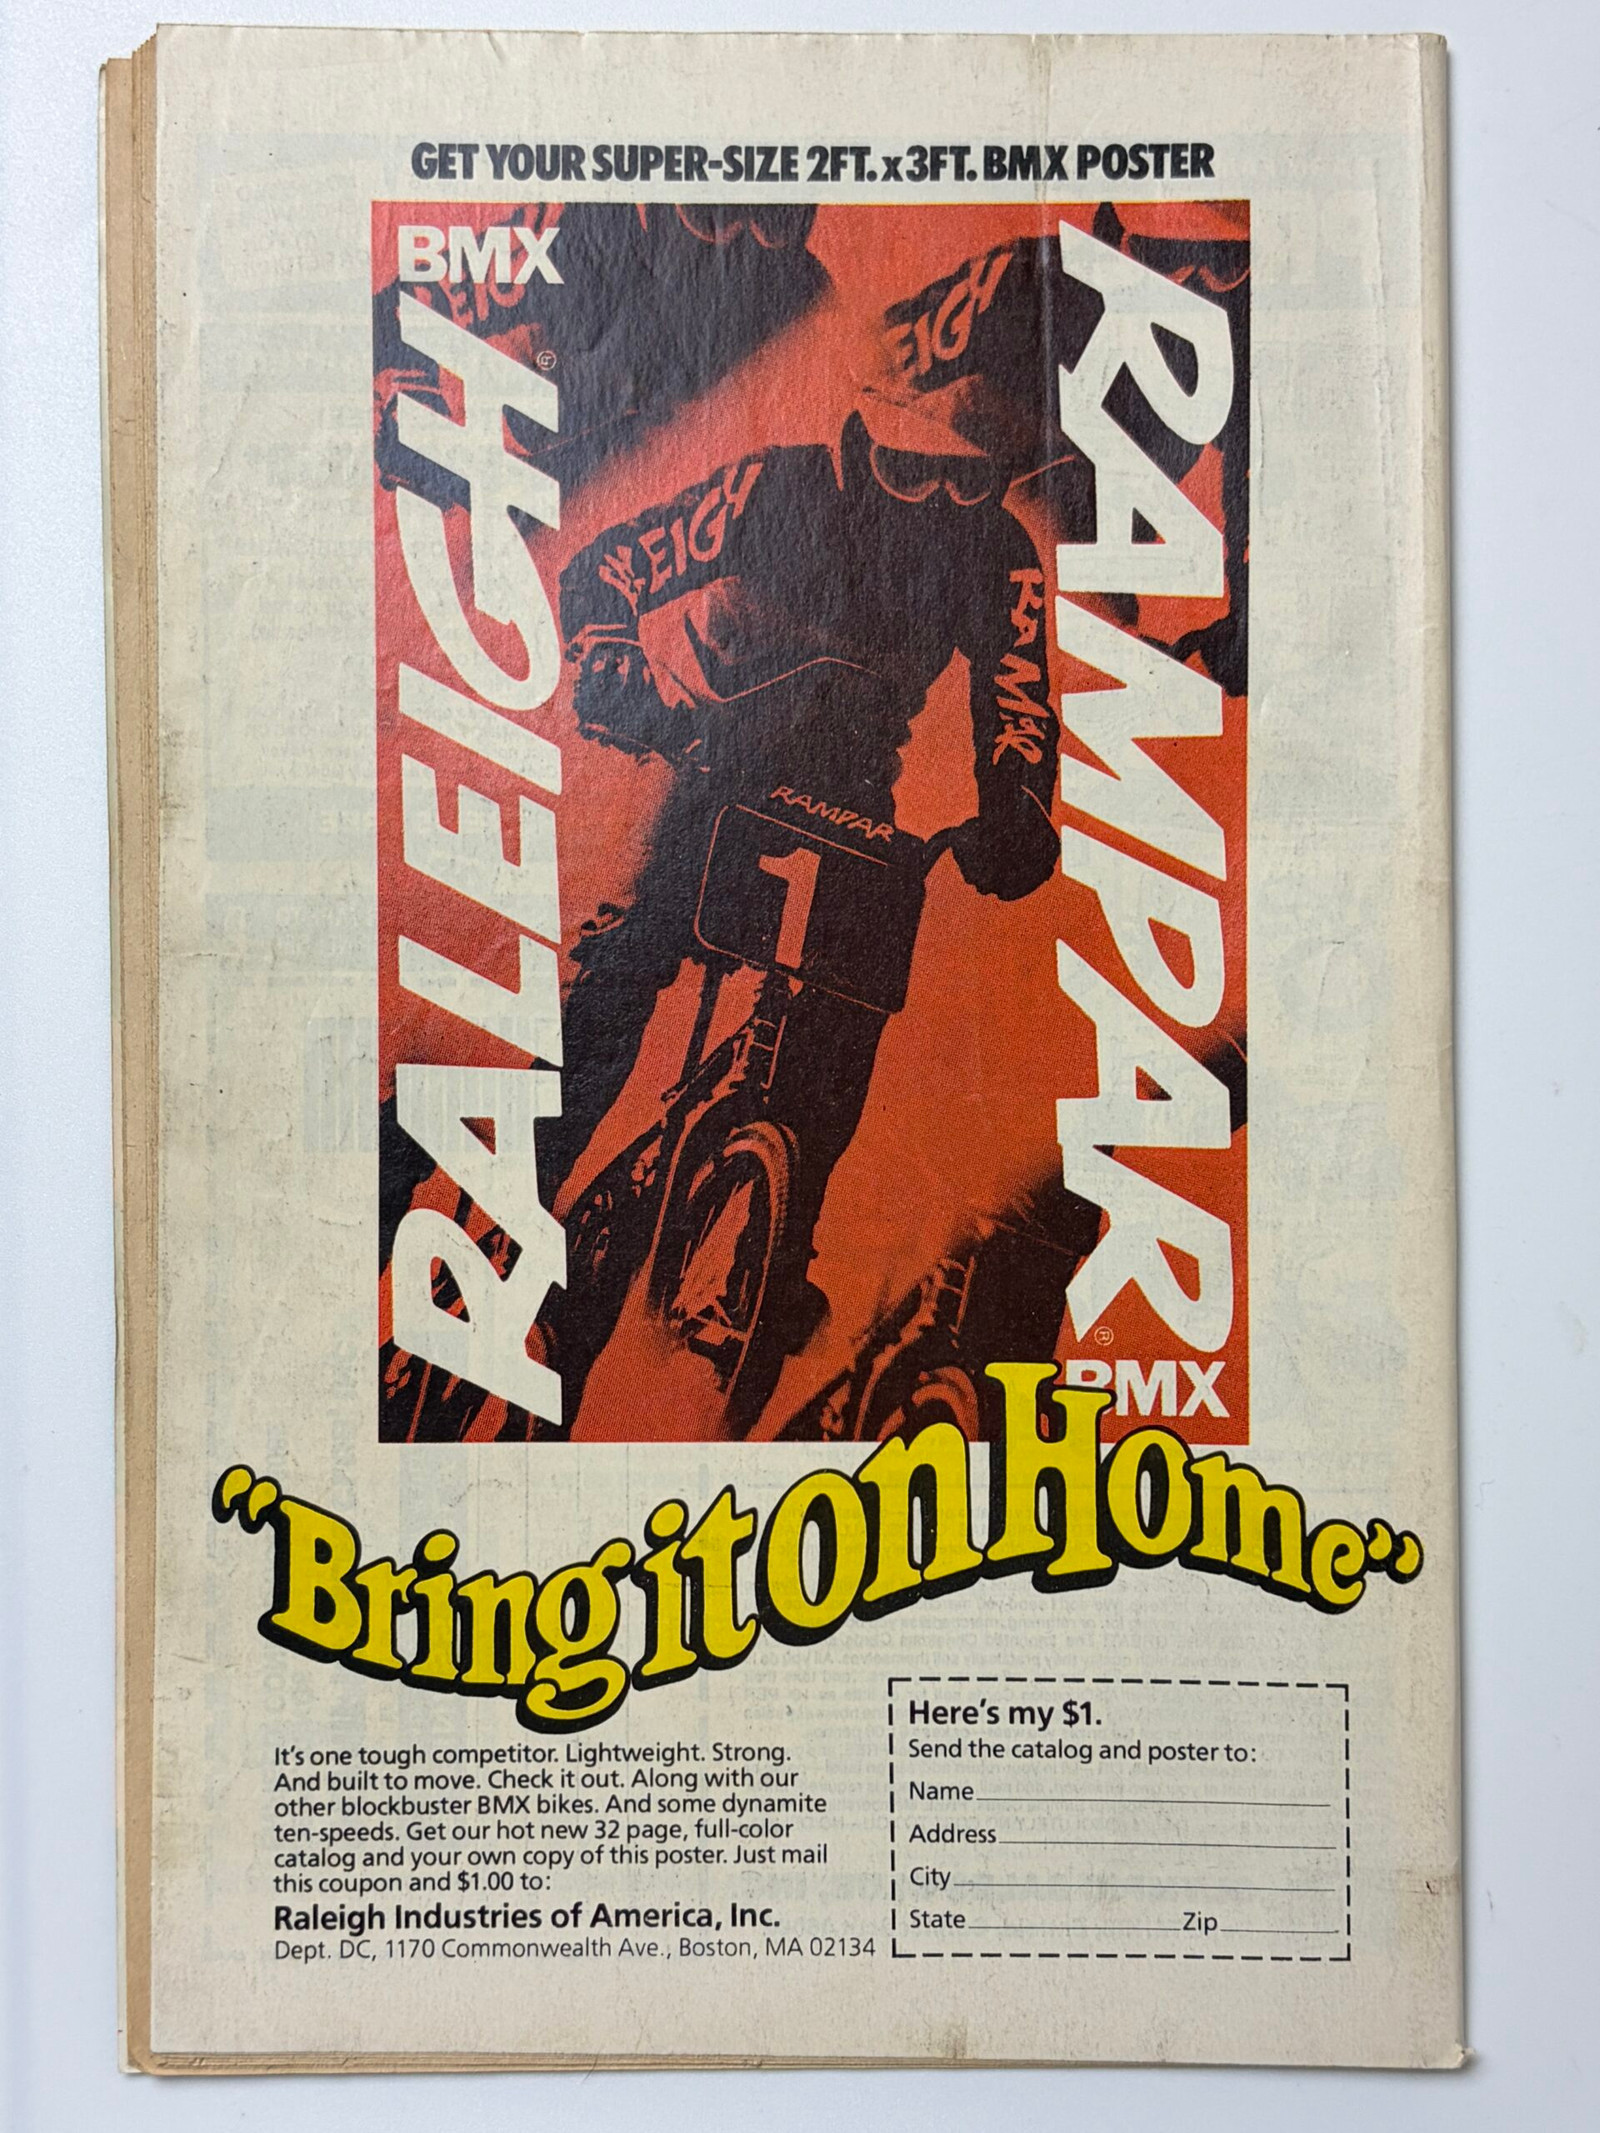 GET YOUR SUPER-SIZE 2FT. x 3FT. BMX POSTER
BMX
RALEIGH®
RAMPAR®
BMX
EIGH
EIGH
LEIGH
RAMPAR
RAMPAR
1
“Bring it on Home”
It's one tough competitor. Lightweight. Strong.
And built to move. Check it out. Along with our
other blockbuster BMX bikes. And some dynamite
ten-speeds. Get our hot new 32 page, full-color
catalog and your own copy of this poster. Just mail
this coupon and $1.00 to:
Raleigh Industries of America, Inc.
Dept. DC, 1170 Commonwealth Ave., Boston, MA 02134
Here's my $1.
Send the catalog and poster to:
Name
Address
City
State Zip